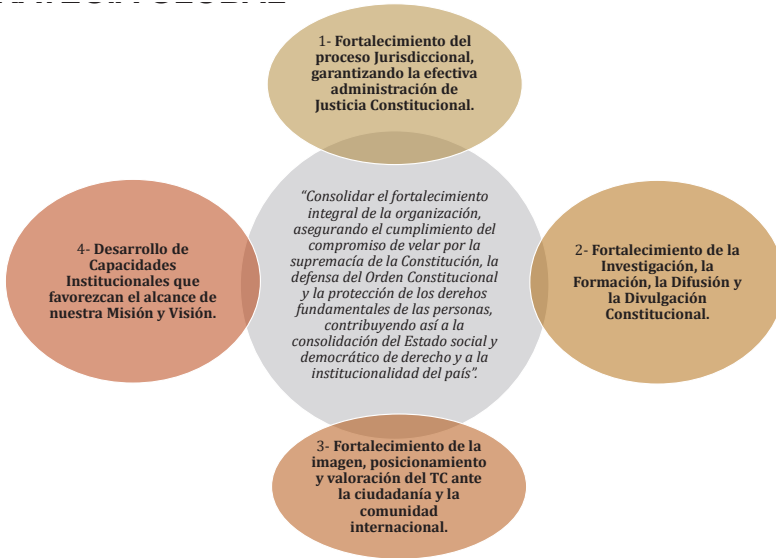 1- Fortalecimiento del
proceso Jurisdiccional,
garantizando la efectiva
administración de
Justicia Constitucional.
“Consolidar el fortalecimiento
integral de la organización,
asegurando el cumplimiento del
compromiso de velar por la
supremacía de la Constitución, la
defensa del Orden Constitucional
y la protección de los derehos
fundamentales de las personas,
contribuyendo así a la
consolidación del Estado social y
democrático de derecho y a la
institucionalidad del país”.
2- Fortalecimiento de la
Investigación, la
Formación, la Difusión y
la Divulgación
Constitucional.
3- Fortalecimiento de la
imagen, posicionamiento
y valoración del TC ante
la ciudadanía y la
comunidad
internacional.
4- Desarrollo de
Capacidades
Institucionales que
favorezcan el alcance de
nuestra Misión y Visión.